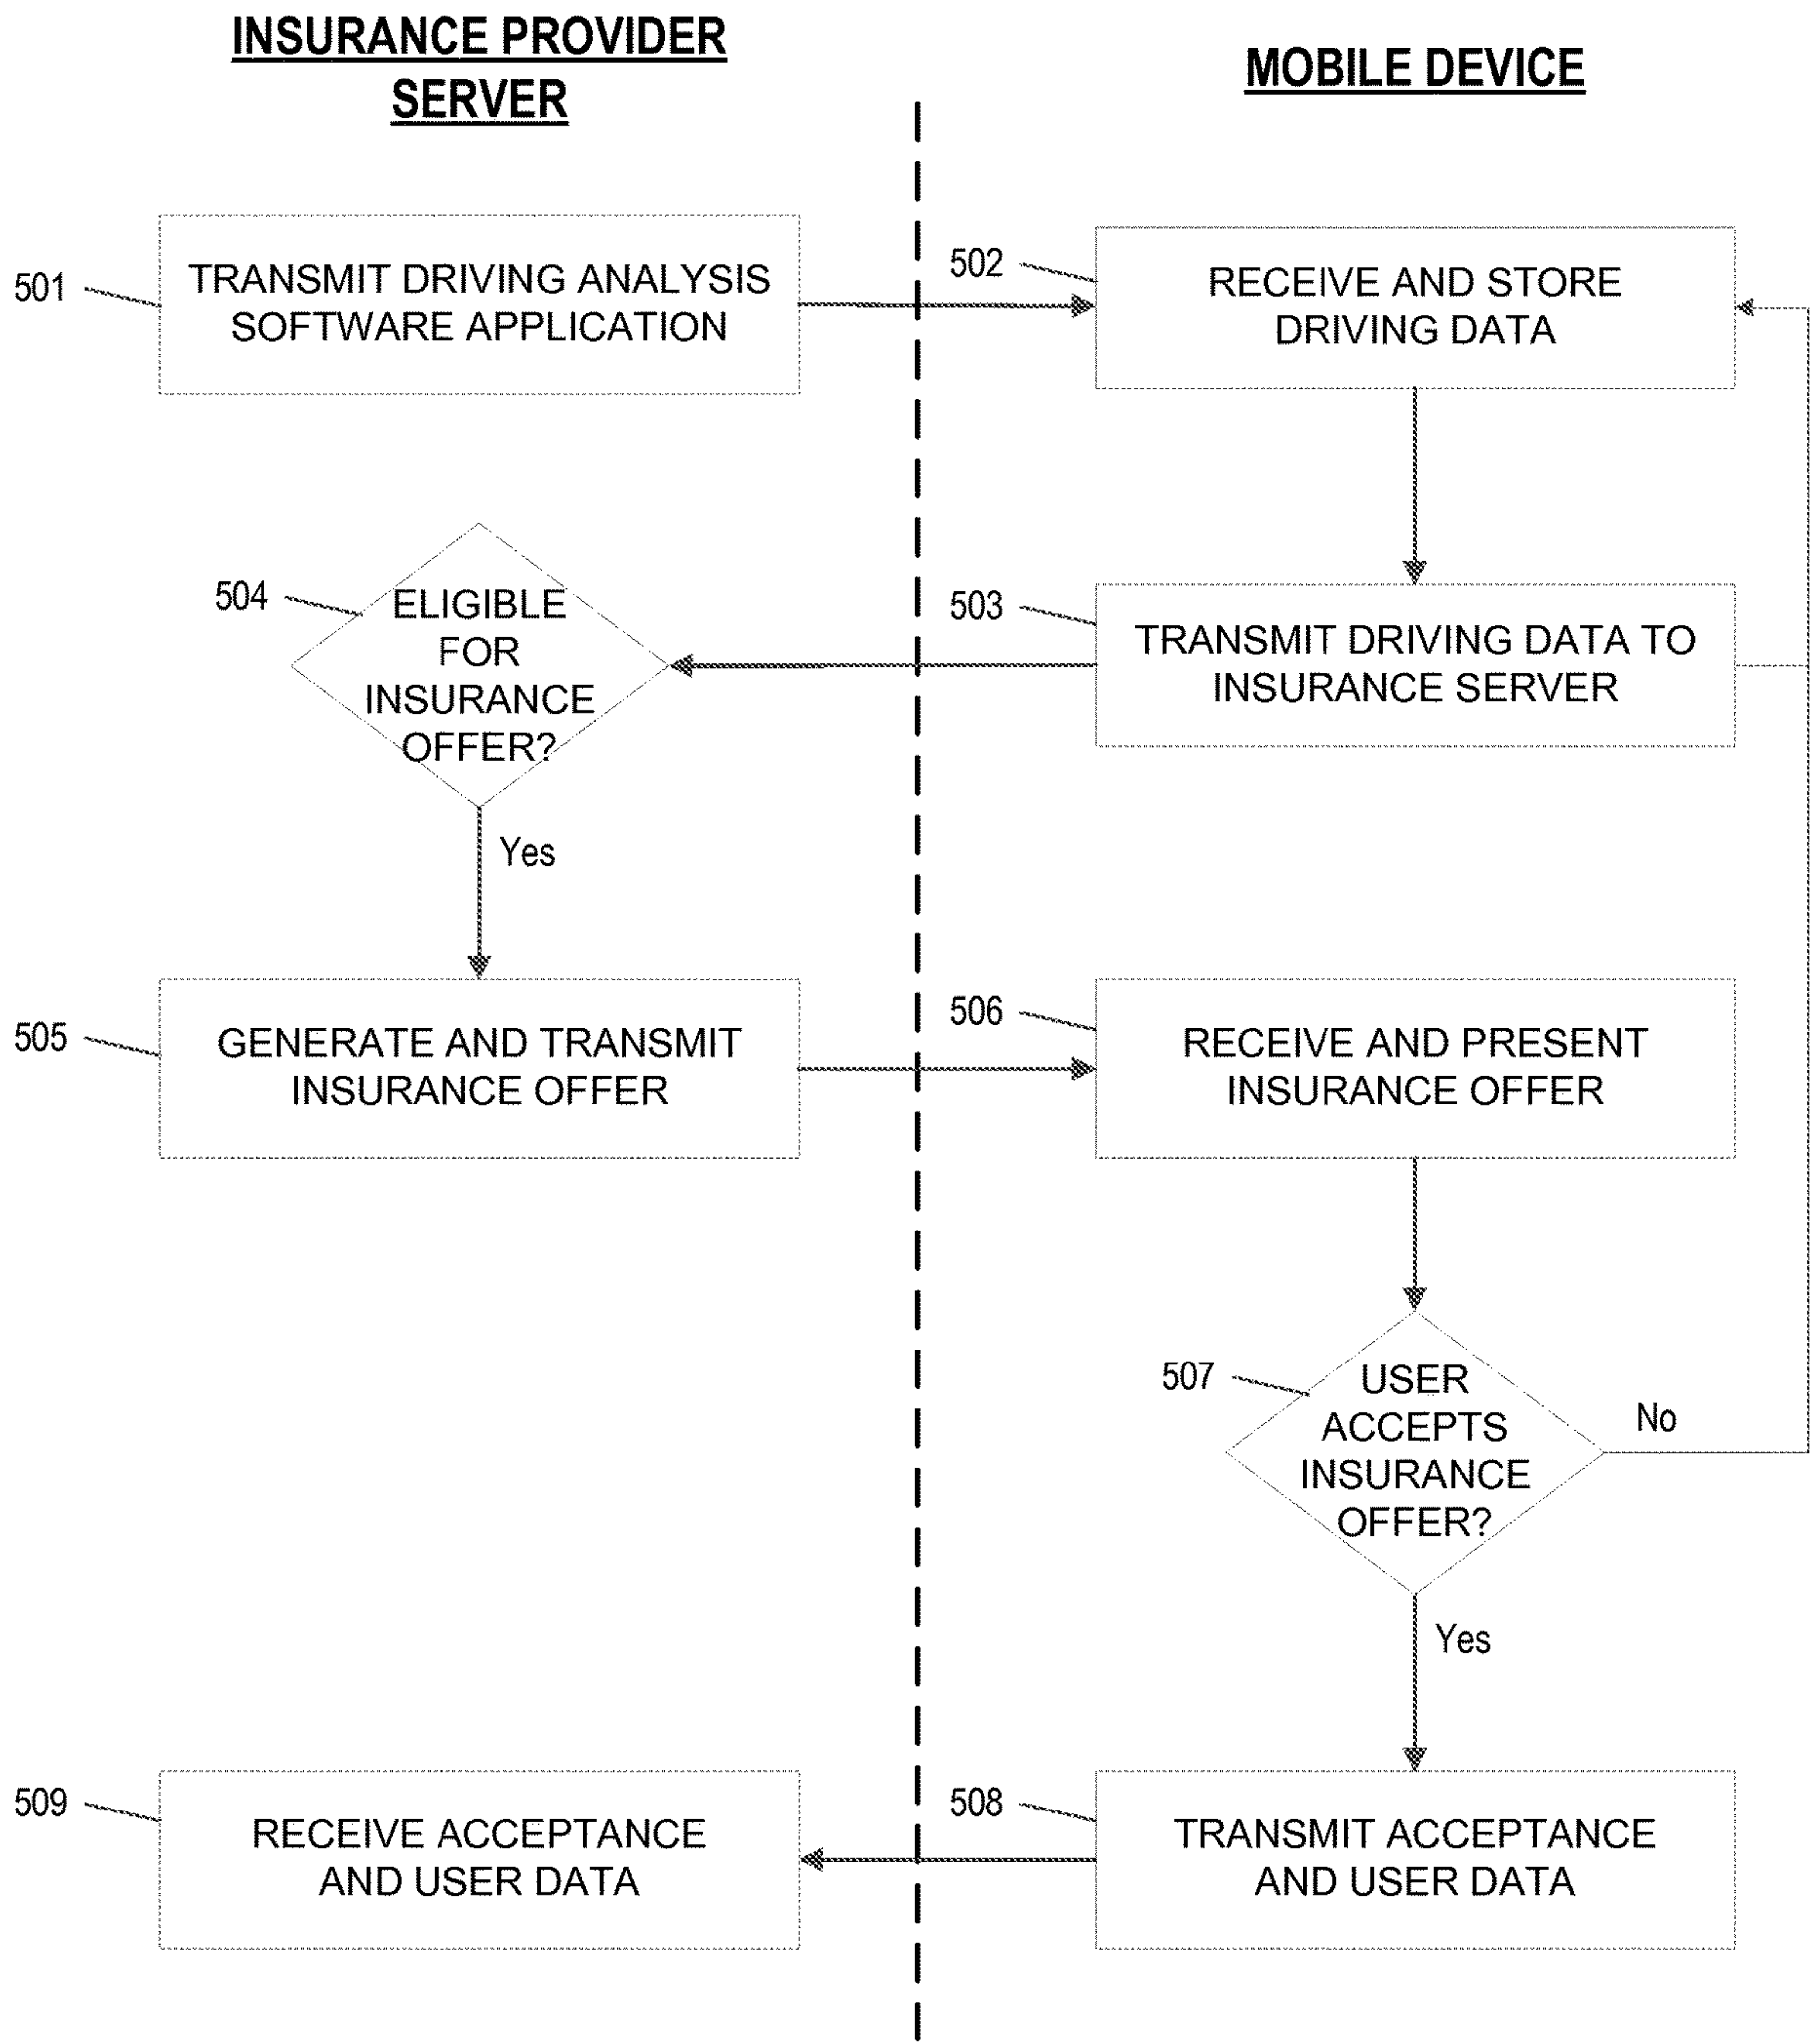 INSURANCE PROVIDER
SERVER
MOBILE DEVICE
501
TRANSMIT DRIVING ANALYSIS
SOFTWARE APPLICATION
502
RECEIVE AND STORE
DRIVING DATA
504
ELIGIBLE
FOR
INSURANCE
OFFER?
503
TRANSMIT DRIVING DATA TO
INSURANCE SERVER
Yes
505
GENERATE AND TRANSMIT
INSURANCE OFFER
506
RECEIVE AND PRESENT
INSURANCE OFFER
507
USER
ACCEPTS
INSURANCE
OFFER?
No
Yes
509
RECEIVE ACCEPTANCE
AND USER DATA
508
TRANSMIT ACCEPTANCE
AND USER DATA